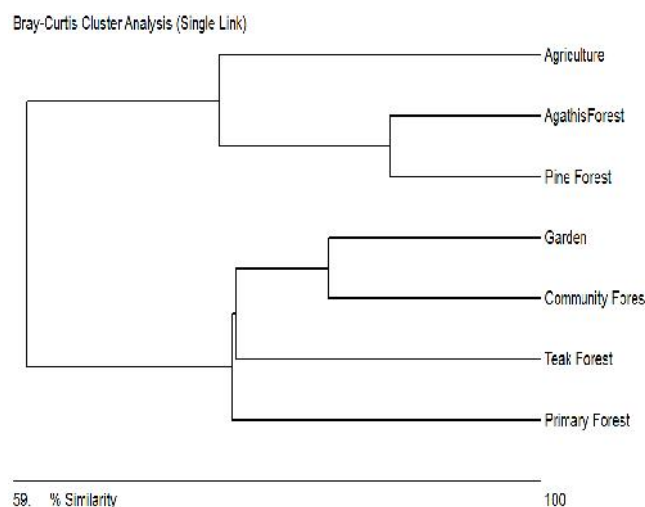 Bray-Curtis Cluster Analysis (Single Link)
Agriculture
AgathisForest
Pine Forest
Garden
Community Fores
Teak Forest
Primary Forest
59. % Similarity 100